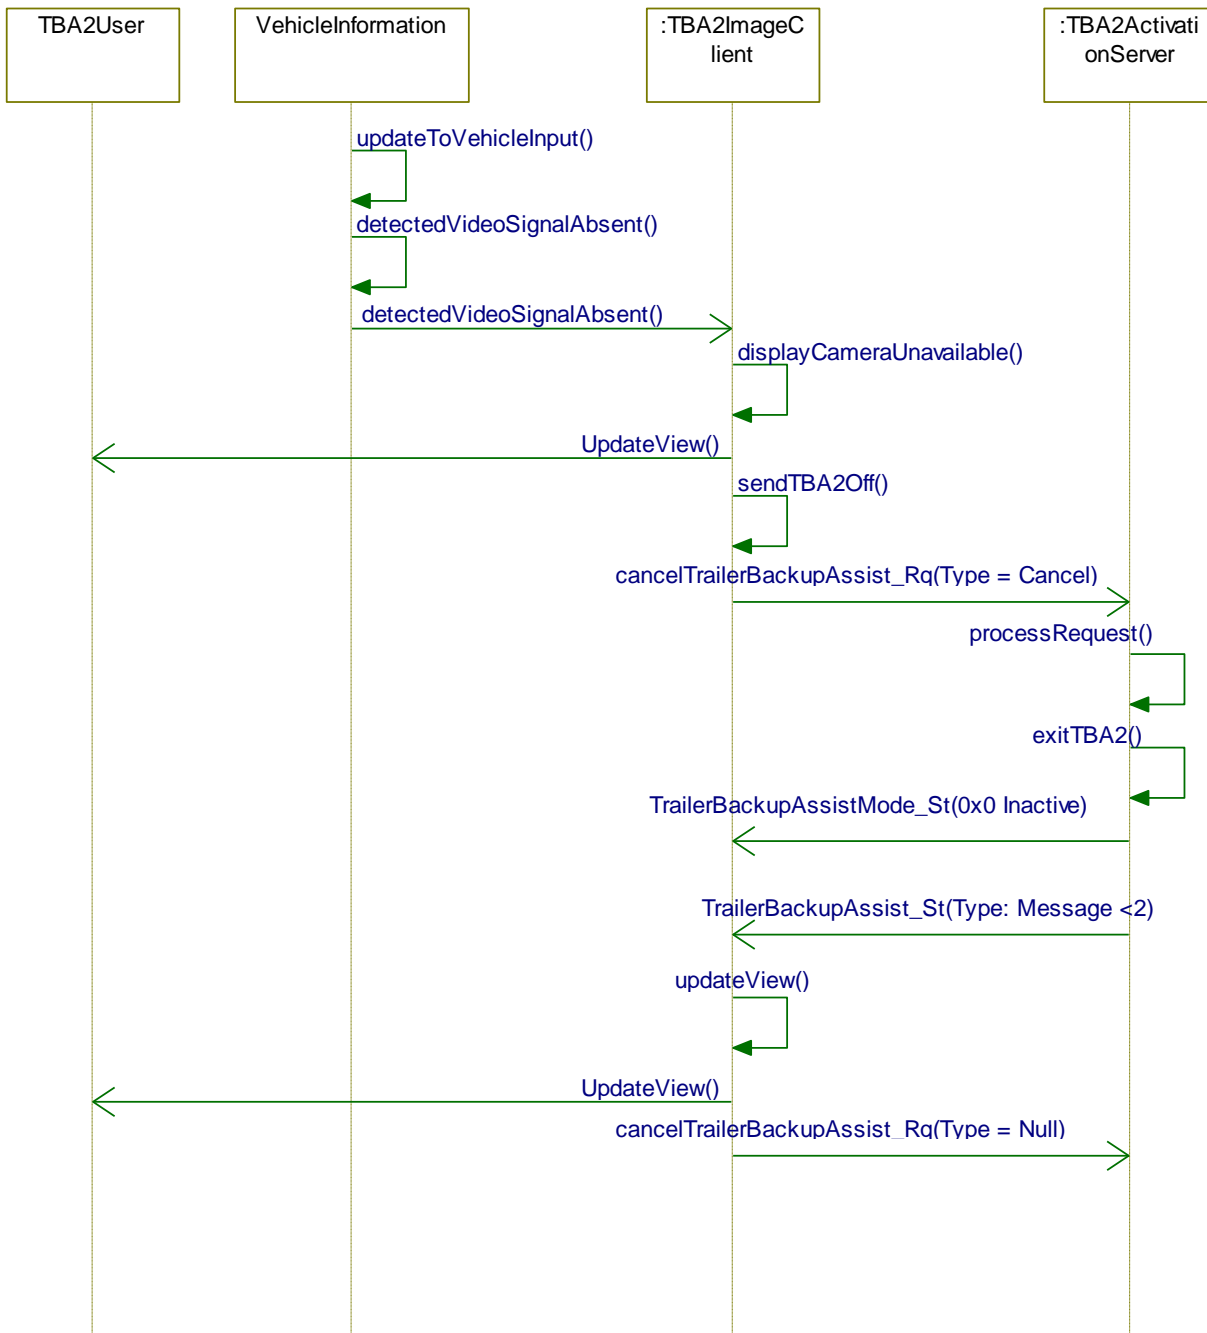 TBA2User
VehicleInformation
:TBA2ImageC
lient
:TBA2Activati
onServer
updateToVehicleInput()
detectedVideoSignalAbsent()
detectedVideoSignalAbsent()
displayCameraUnavailable()
UpdateView()
sendTBA2Off()
cancelTrailerBackupAssist_Rq(Type = Cancel)
processRequest()
exitTBA2()
TrailerBackupAssistMode_St(0x0 Inactive)
TrailerBackupAssist_St(Type: Message <2)
updateView()
UpdateView()
cancelTrailerBackupAssist_Rq(Type = Null)